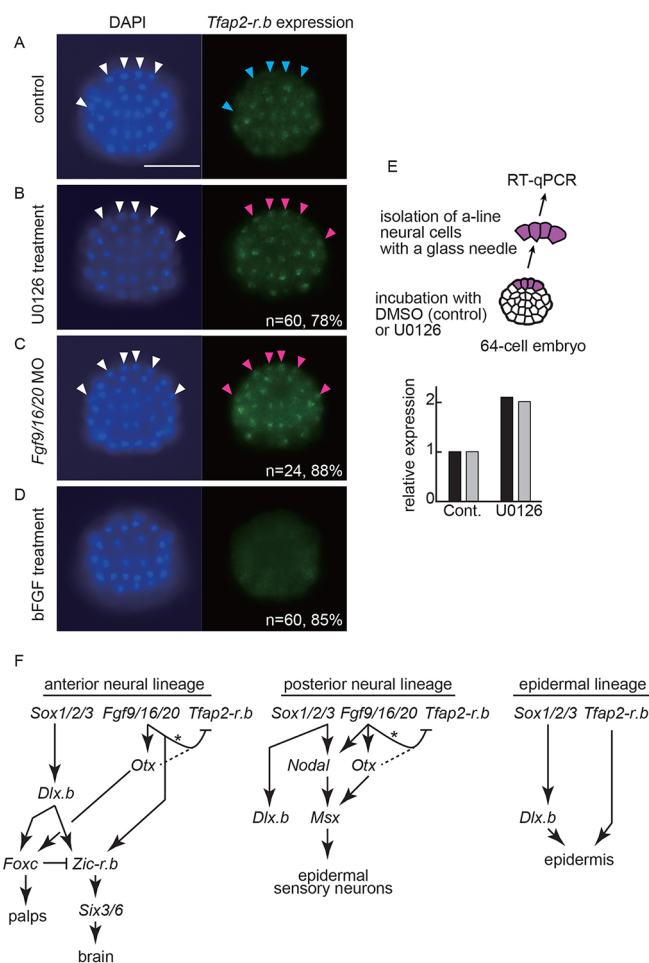 DAPI
Tfap2-r.b expression
A
control
B
U0126 treatment
n=60, 78%
C
Fgf9/16/20 MO
n=24, 88%
D
bFGF treatment
n=60, 85%
E
RT-qPCR
isolation of a-line
neural cells
with a glass needle
incubation with
DMSO (control)
or U0126
64-cell embryo
relative expression
2
1
0
Cont.
U0126
F
anterior neural lineage
Sox1/2/3 Fgf9/16/20 Tfap2-r.b
*
Otx
Dlx.b
Foxc
Zic-r.b
palps
Six3/6
brain
posterior neural lineage
Sox1/2/3 Fgf9/16/20 Tfap2-r.b
*
Nodal
Otx
Dlx.b
Msx
epidermal
sensory neurons
epidermal lineage
Sox1/2/3 Tfap2-r.b
Dlx.b
epidermis